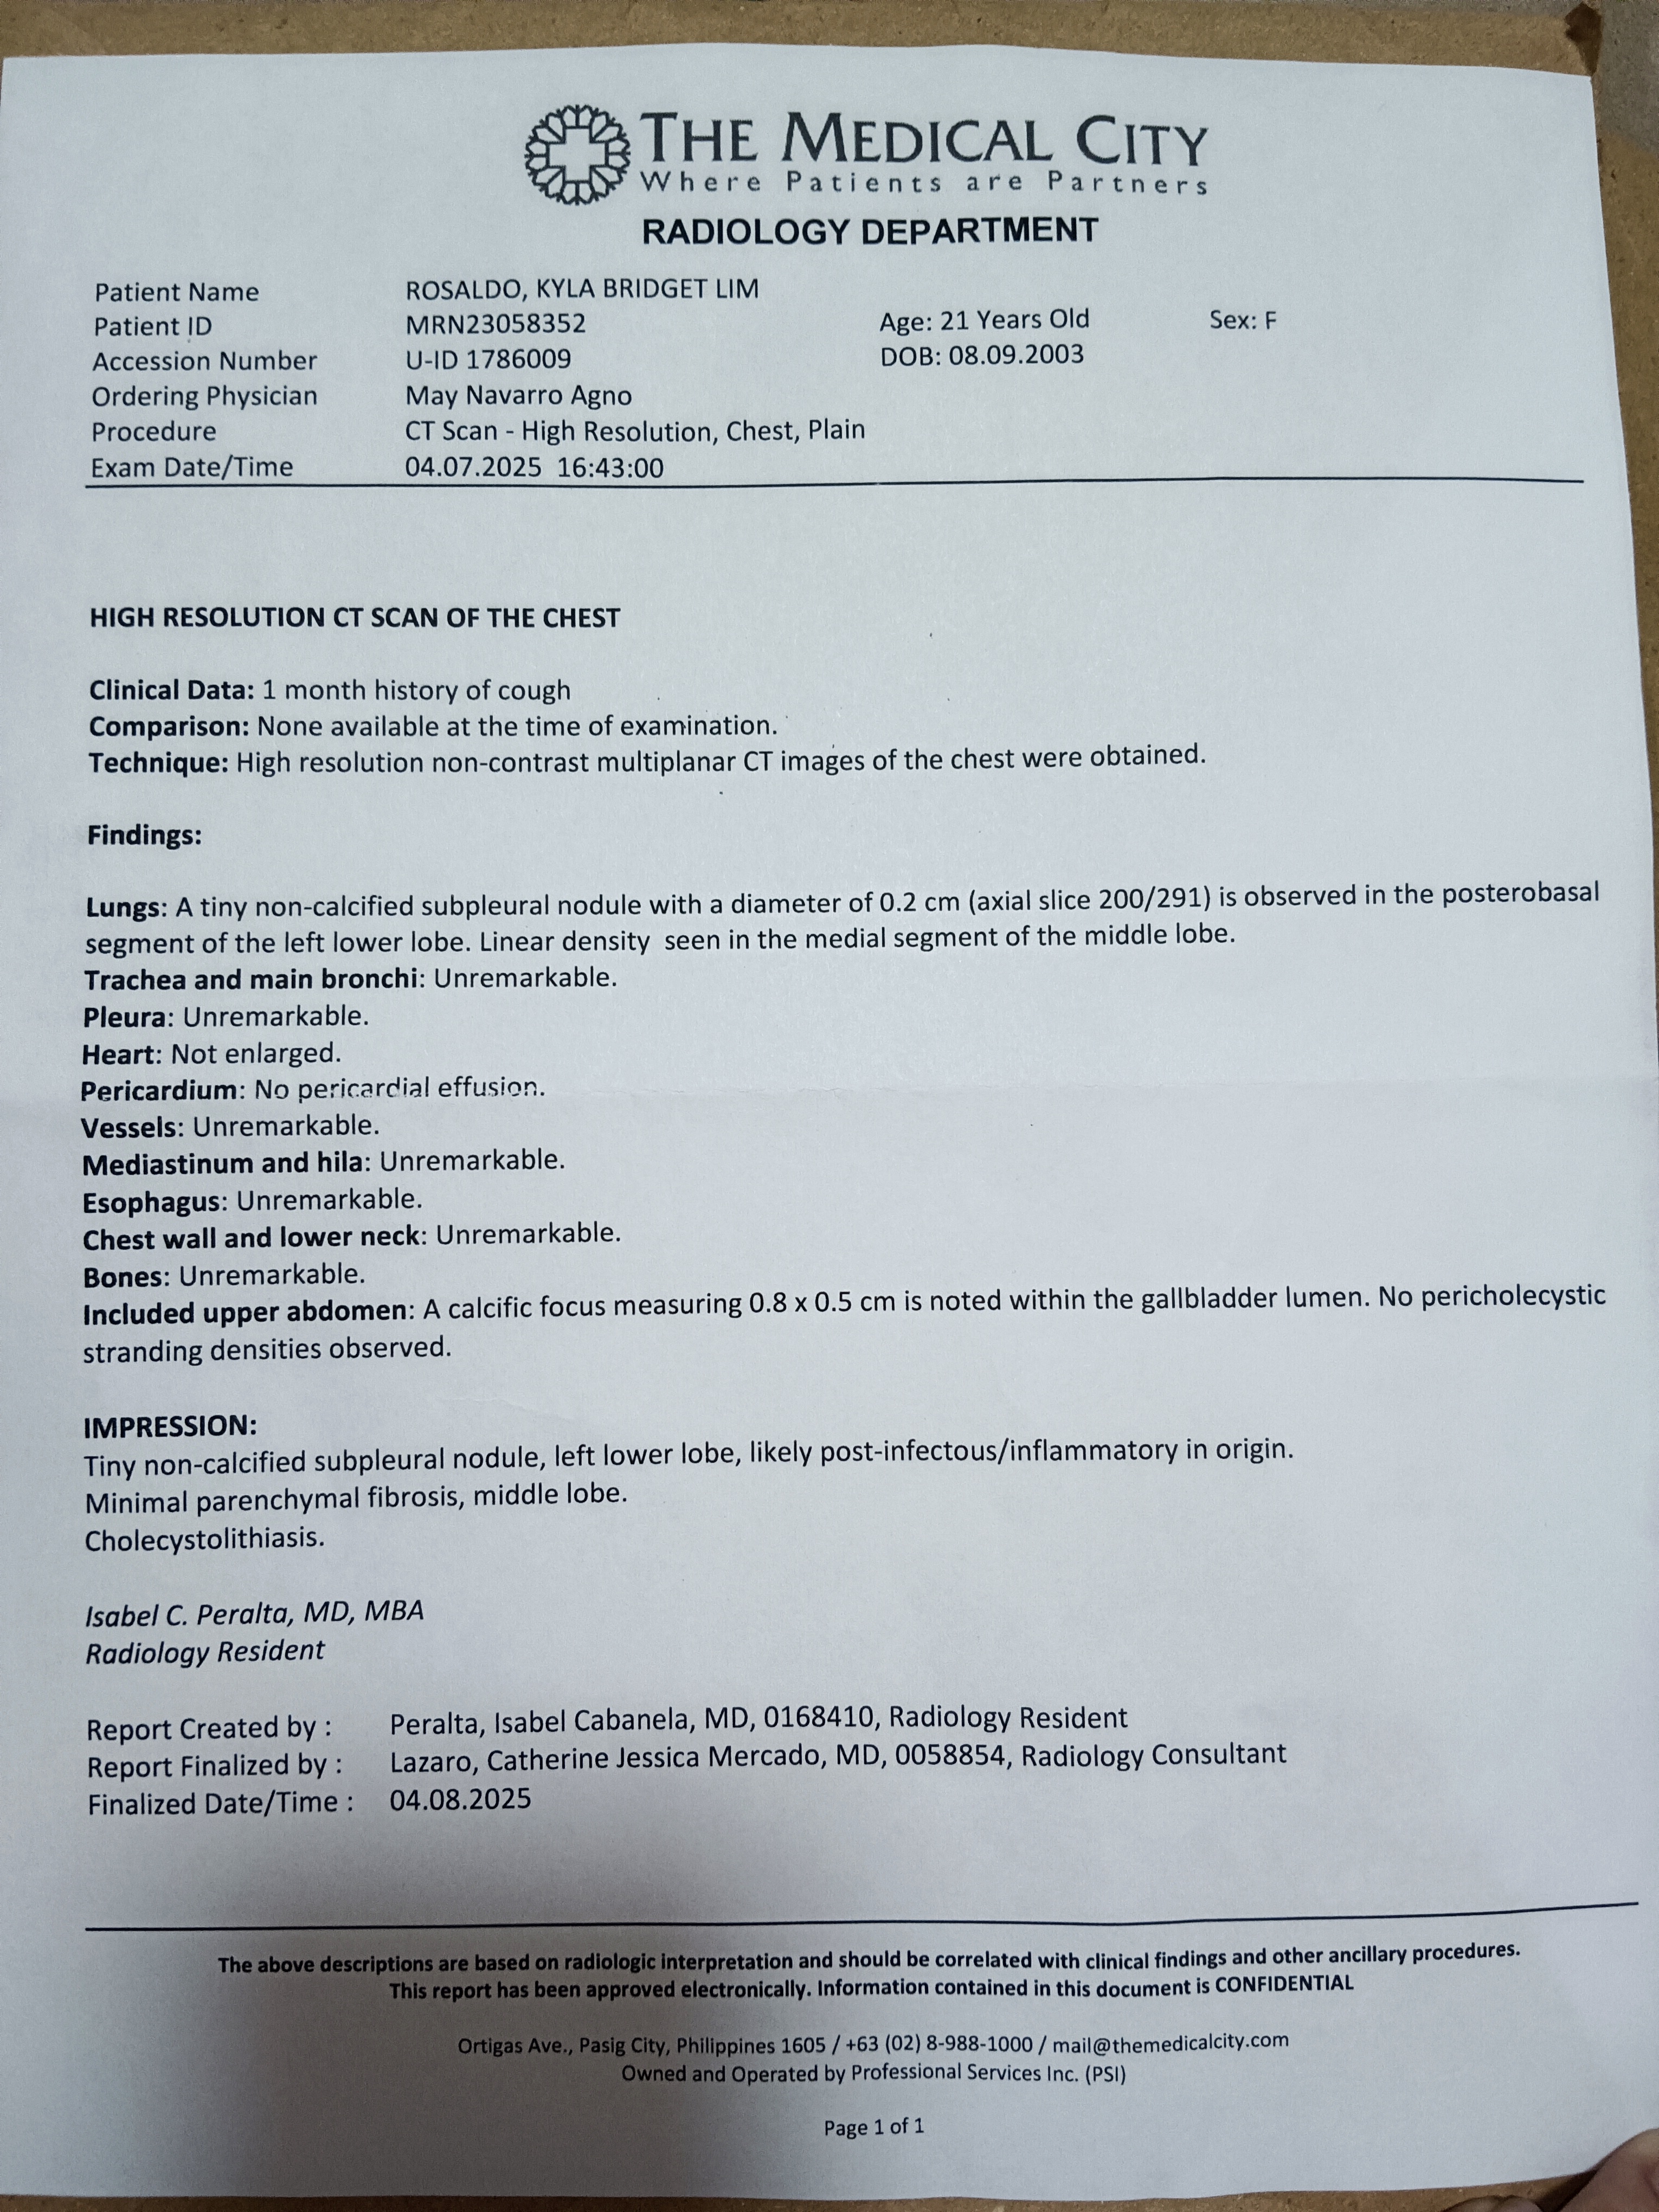 THE MEDICAL CITY
Where Patients are Partners
RADIOLOGY DEPARTMENT
Patient Name ROSALDO, KYLA BRIDGET LIM
Patient ID MRN23058352 Age: 21 Years Old Sex: F
Accession Number U-ID 1786009 DOB: 08.09.2003
Ordering Physician May Navarro Agno
Procedure CT Scan - High Resolution, Chest, Plain
Exam Date/Time 04.07.2025 16:43:00
HIGH RESOLUTION CT SCAN OF THE CHEST
Clinical Data: 1 month history of cough
Comparison: None available at the time of examination.
Technique: High resolution non-contrast multiplanar CT images of the chest were obtained.
Findings:
Lungs: A tiny non-calcified subpleural nodule with a diameter of 0.2 cm (axial slice 200/291) is observed in the posterobasal
segment of the left lower lobe. Linear density seen in the medial segment of the middle lobe.
Trachea and main bronchi: Unremarkable.
Pleura: Unremarkable.
Heart: Not enlarged.
Pericardium: No pericardial effusion.
Vessels: Unremarkable.
Mediastinum and hila: Unremarkable.
Esophagus: Unremarkable.
Chest wall and lower neck: Unremarkable.
Bones: Unremarkable.
Included upper abdomen: A calcific focus measuring 0.8 x 0.5 cm is noted within the gallbladder lumen. No pericholecystic
stranding densities observed.
IMPRESSION:
Tiny non-calcified subpleural nodule, left lower lobe, likely post-infectous/inflammatory in origin.
Minimal parenchymal fibrosis, middle lobe.
Cholecystolithiasis.
Isabel C. Peralta, MD, MBA
Radiology Resident
Report Created by : Peralta, Isabel Cabanela, MD, 0168410, Radiology Resident
Report Finalized by : Lazaro, Catherine Jessica Mercado, MD, 0058854, Radiology Consultant
Finalized Date/Time : 04.08.2025
The above descriptions are based on radiologic interpretation and should be correlated with clinical findings and other ancillary procedures.
This report has been approved electronically. Information contained in this document is CONFIDENTIAL
Ortigas Ave., Pasig City, Philippines 1605 / +63 (02) 8-988-1000 / mail@themedicalcity.com
Owned and Operated by Professional Services Inc. (PSI)
Page 1 of 1